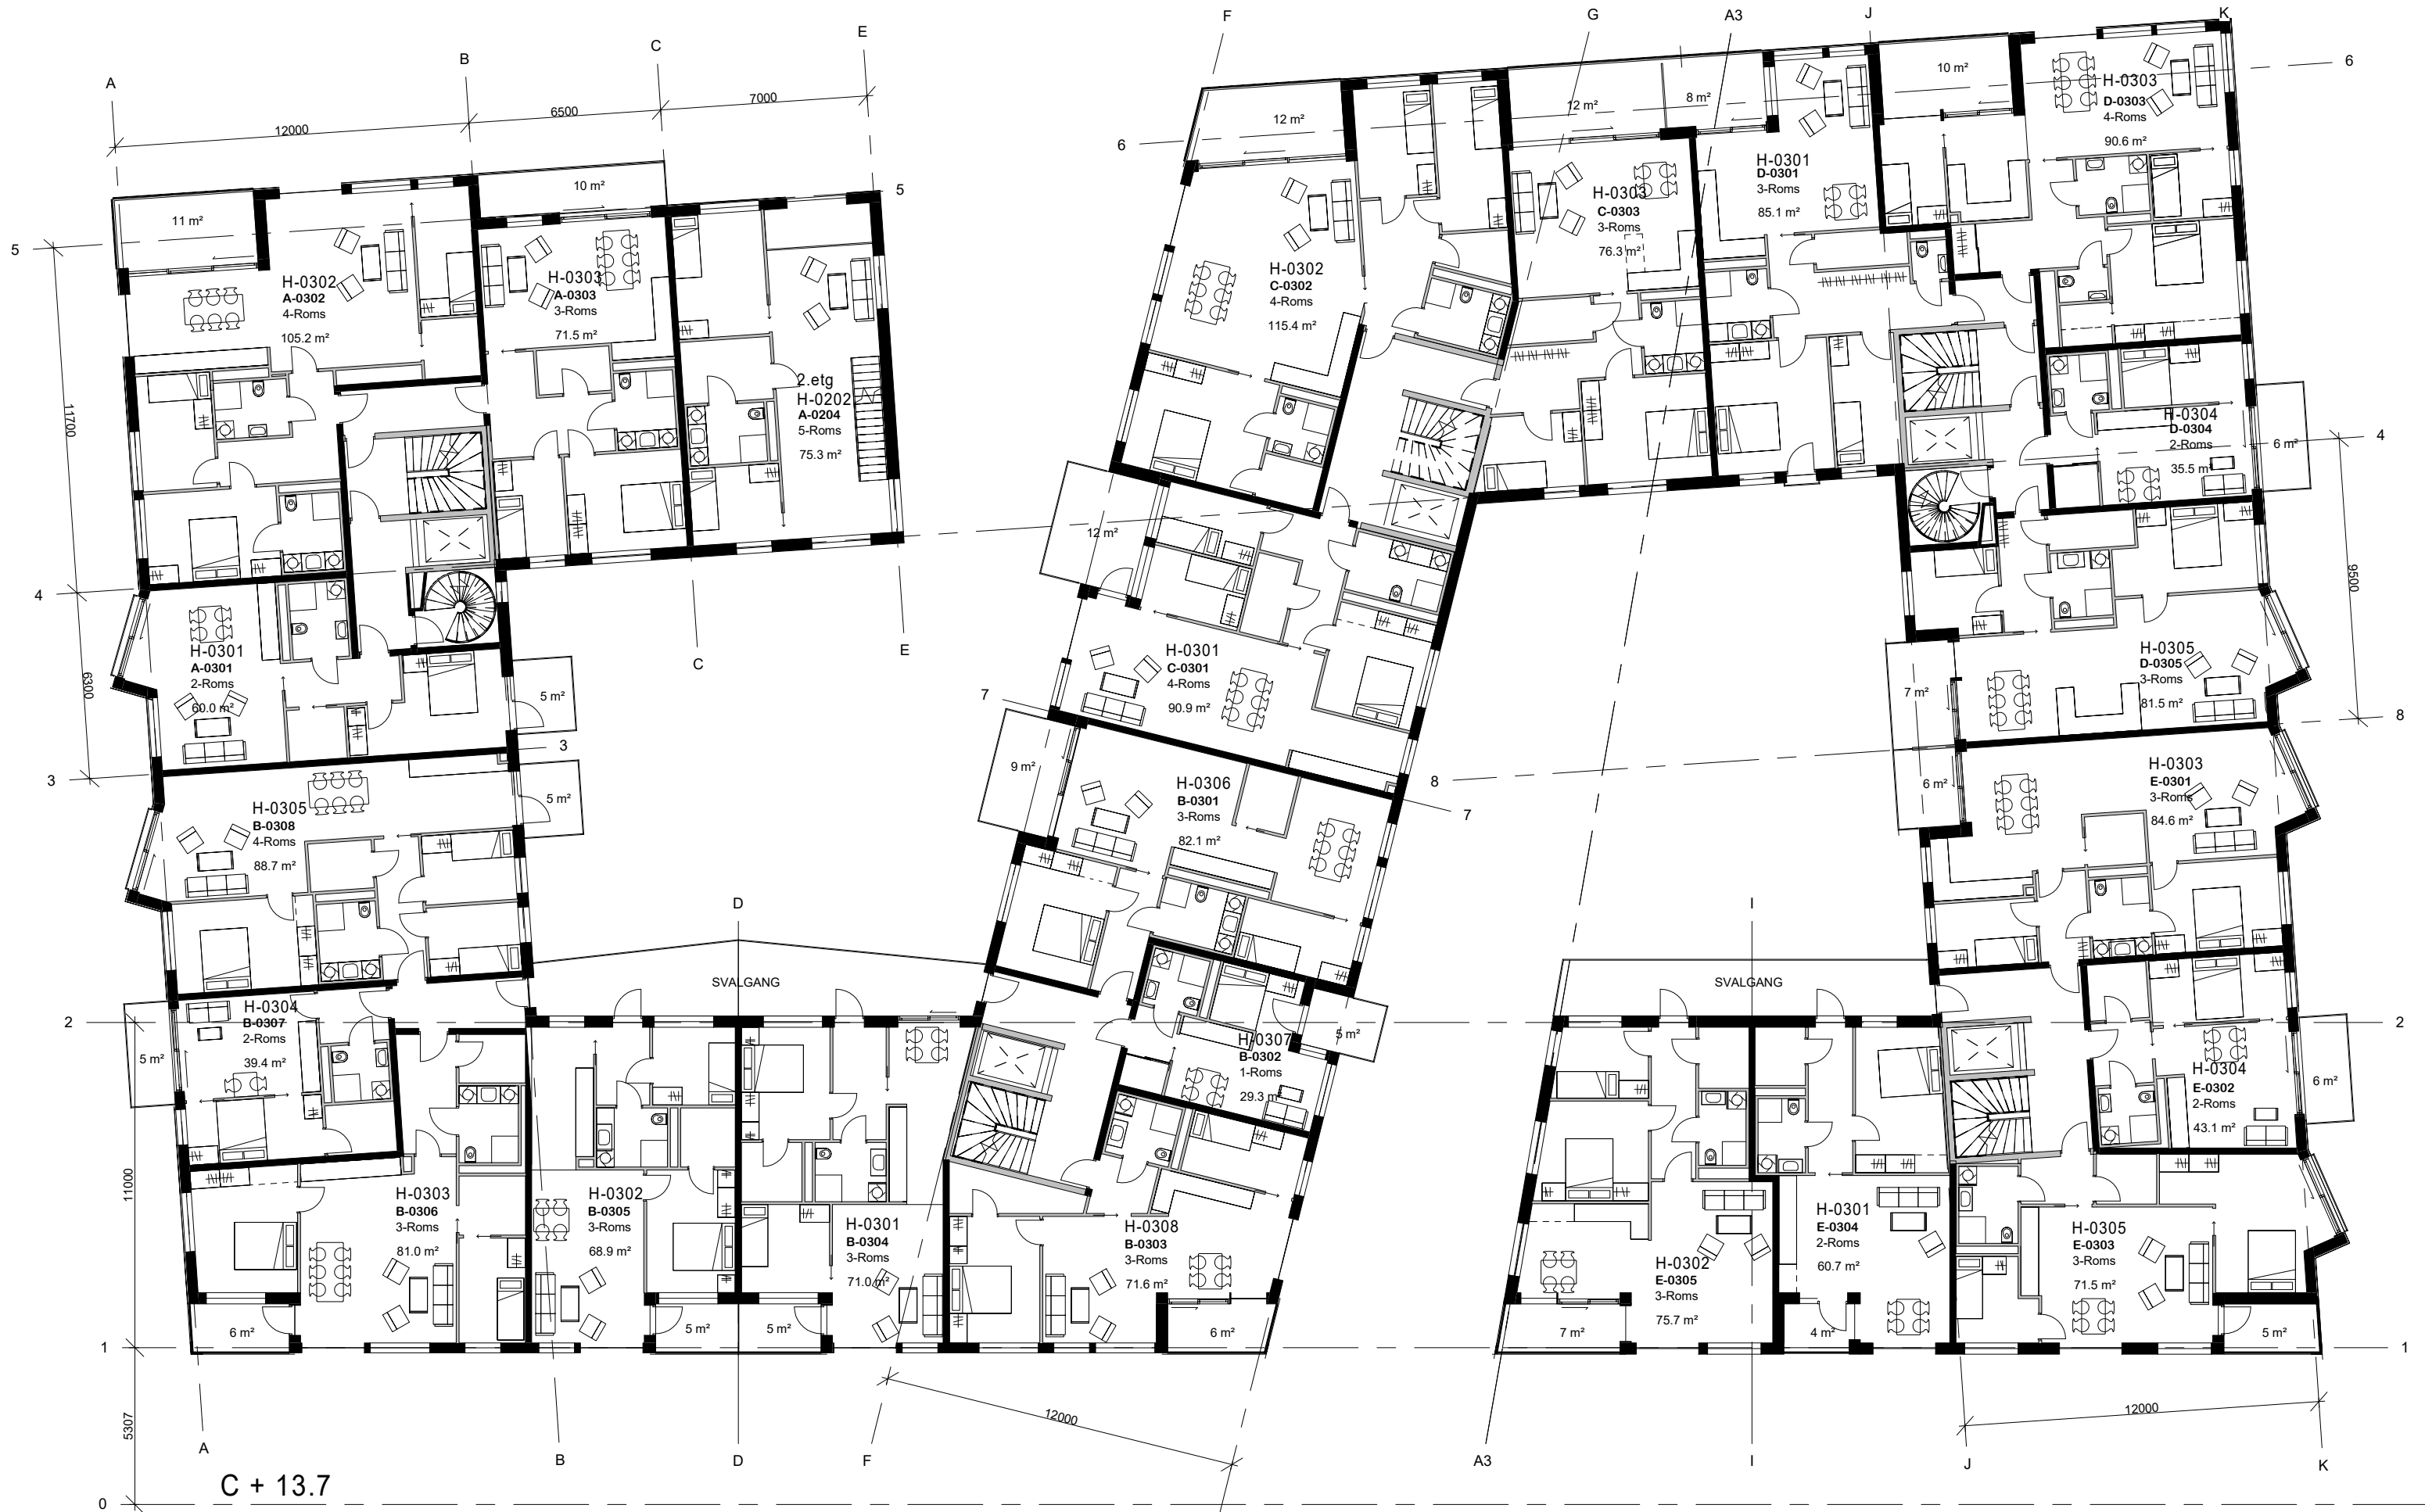 A
B
C
E
F
G
A3
J
K
12000
6500
7000
6
6
5
5
11700
6300
4
4
3
3
9500
8
8
7
7
2
2
11000
1
1
5307
0
11 m²
H-0302
A-0302
4-Roms
105.2 m²
10 m²
H-0303
A-0303
3-Roms
71.5 m²
2.etg
H-0202
A-0204
5-Roms
75.3 m²
C
E
H-0301
A-0301
2-Roms
60.0 m²
5 m²
H-0305
B-0308
4-Roms
88.7 m²
5 m²
H-0304
B-0307
2-Roms
39.4 m²
5 m²
H-0303
B-0306
3-Roms
81.0 m²
6 m²
D
SVALGANG
H-0302
B-0305
3-Roms
68.9 m²
5 m²
5 m²
H-0301
B-0304
3-Roms
71.0 m²
12 m²
H-0302
C-0302
4-Roms
115.4 m²
12 m²
H-0303
C-0303
3-Roms
76.3 m²
8 m²
H-0301
D-0301
3-Roms
85.1 m²
10 m²
H-0303
D-0303
4-Roms
90.6 m²
H-0304
D-0304
2-Roms
35.5 m²
6 m²
12 m²
H-0301
C-0301
4-Roms
90.9 m²
9 m²
H-0306
B-0301
3-Roms
82.1 m²
H-0307
B-0302
1-Roms
29.3 m²
5 m²
H-0308
B-0303
3-Roms
71.6 m²
6 m²
H-0305
D-0305
3-Roms
81.5 m²
7 m²
6 m²
H-0303
E-0301
3-Roms
84.6 m²
I
SVALGANG
H-0304
E-0302
2-Roms
43.1 m²
6 m²
H-0302
E-0305
3-Roms
75.7 m²
7 m²
H-0301
E-0304
2-Roms
60.7 m²
4 m²
H-0305
E-0303
3-Roms
71.5 m²
5 m²
12000
12000
A
B
D
F
A3
I
J
K
C + 13.7